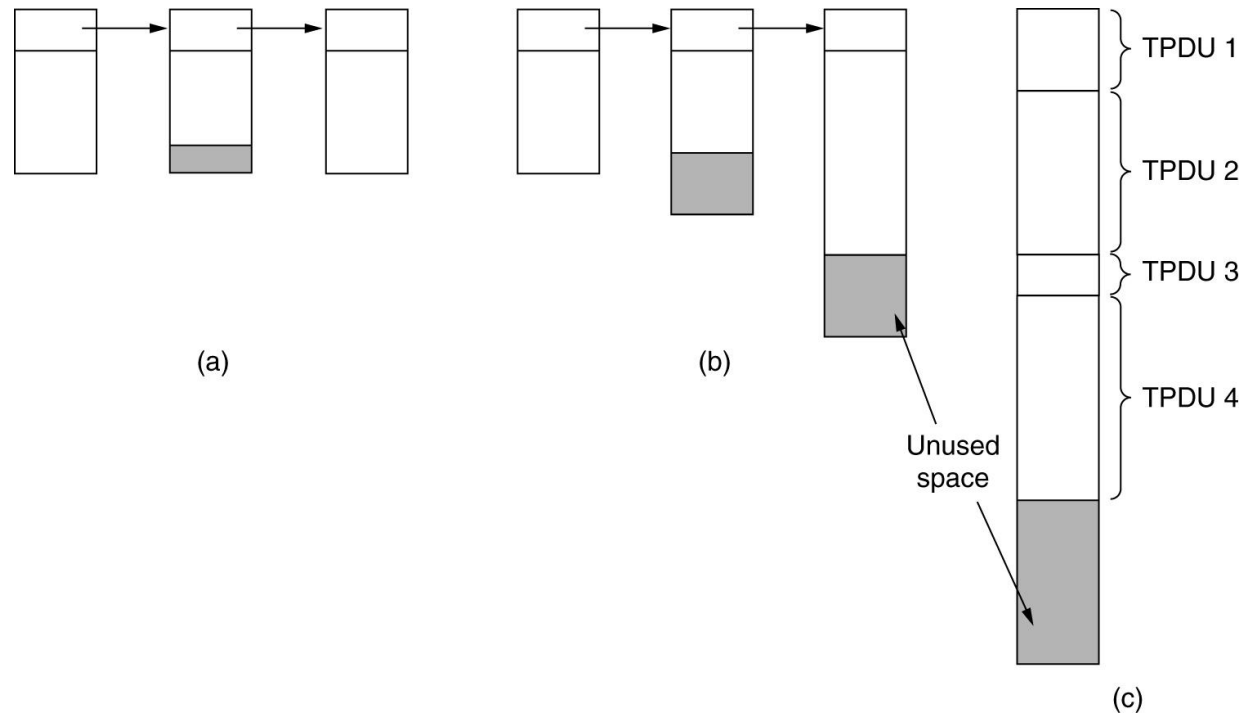 TPDU 1
TPDU 2
TPDU 3
(a)
(b)
TPDU 4
Unused
space
(c)